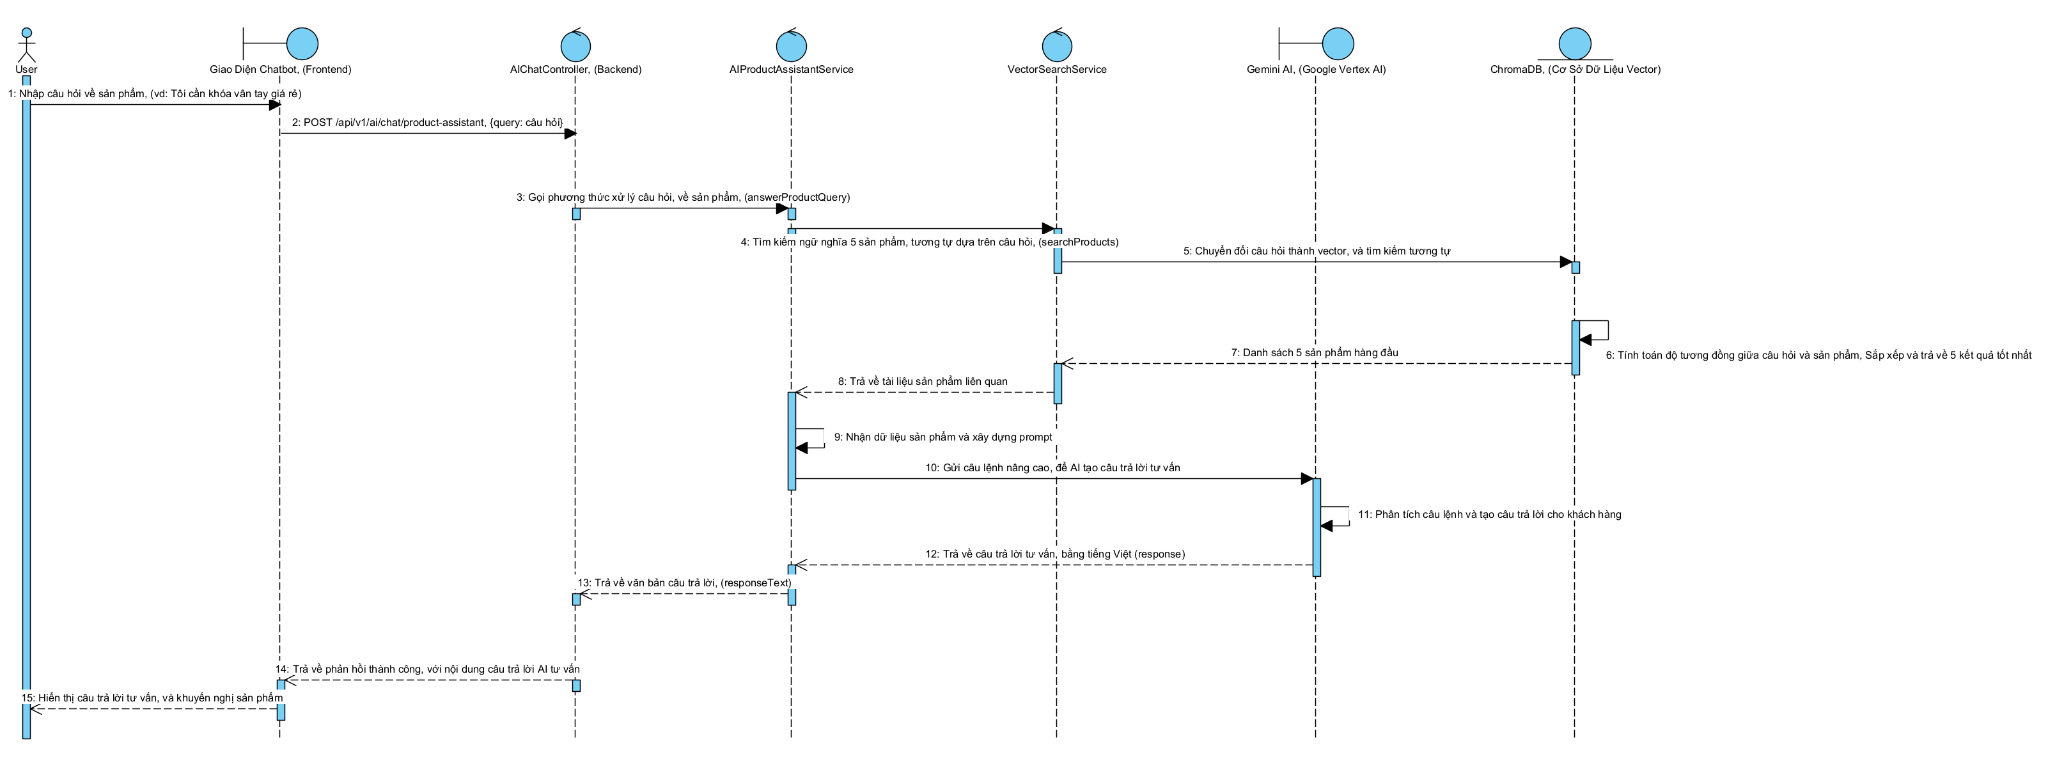 User
Giao Diện Chatbot, (Frontend)
AIChatController, (Backend)
AIProductAssistantService
VectorSearchService
Gemini AI, (Google Vertex AI)
ChromaDB, (Cơ Sở Dữ Liệu Vector)
1: Nhập câu hỏi về sản phẩm, (vd: Tôi cần khóa vân tay giá rẻ)
2: POST /api/v1/ai/chat/product-assistant, {query: câu hỏi}
3: Gọi phương thức xử lý câu hỏi, về sản phẩm, (answerProductQuery)
4: Tìm kiếm ngữ nghĩa 5 sản phẩm, tương tự dựa trên câu hỏi, (searchProducts)
5: Chuyển đổi câu hỏi thành vector, và tìm kiếm tương tự
6: Tính toán độ tương đồng giữa câu hỏi và sản phẩm, Sắp xếp và trả về 5 kết quả tốt nhất
7: Danh sách 5 sản phẩm hàng đầu
8: Trả về tài liệu sản phẩm liên quan
9: Nhận dữ liệu sản phẩm và xây dựng prompt
10: Gửi câu lệnh nâng cao, để AI tạo câu trả lời tư vấn
11: Phân tích câu lệnh và tạo câu trả lời cho khách hàng
12: Trả về câu trả lời tư vấn, bằng tiếng Việt (response)
13: Trả về văn bản câu trả lời, (responseText)
14: Trả về phản hồi thành công, với nội dung câu trả lời AI tư vấn
15: Hiển thị câu trả lời tư vấn, và khuyến nghị sản phẩm